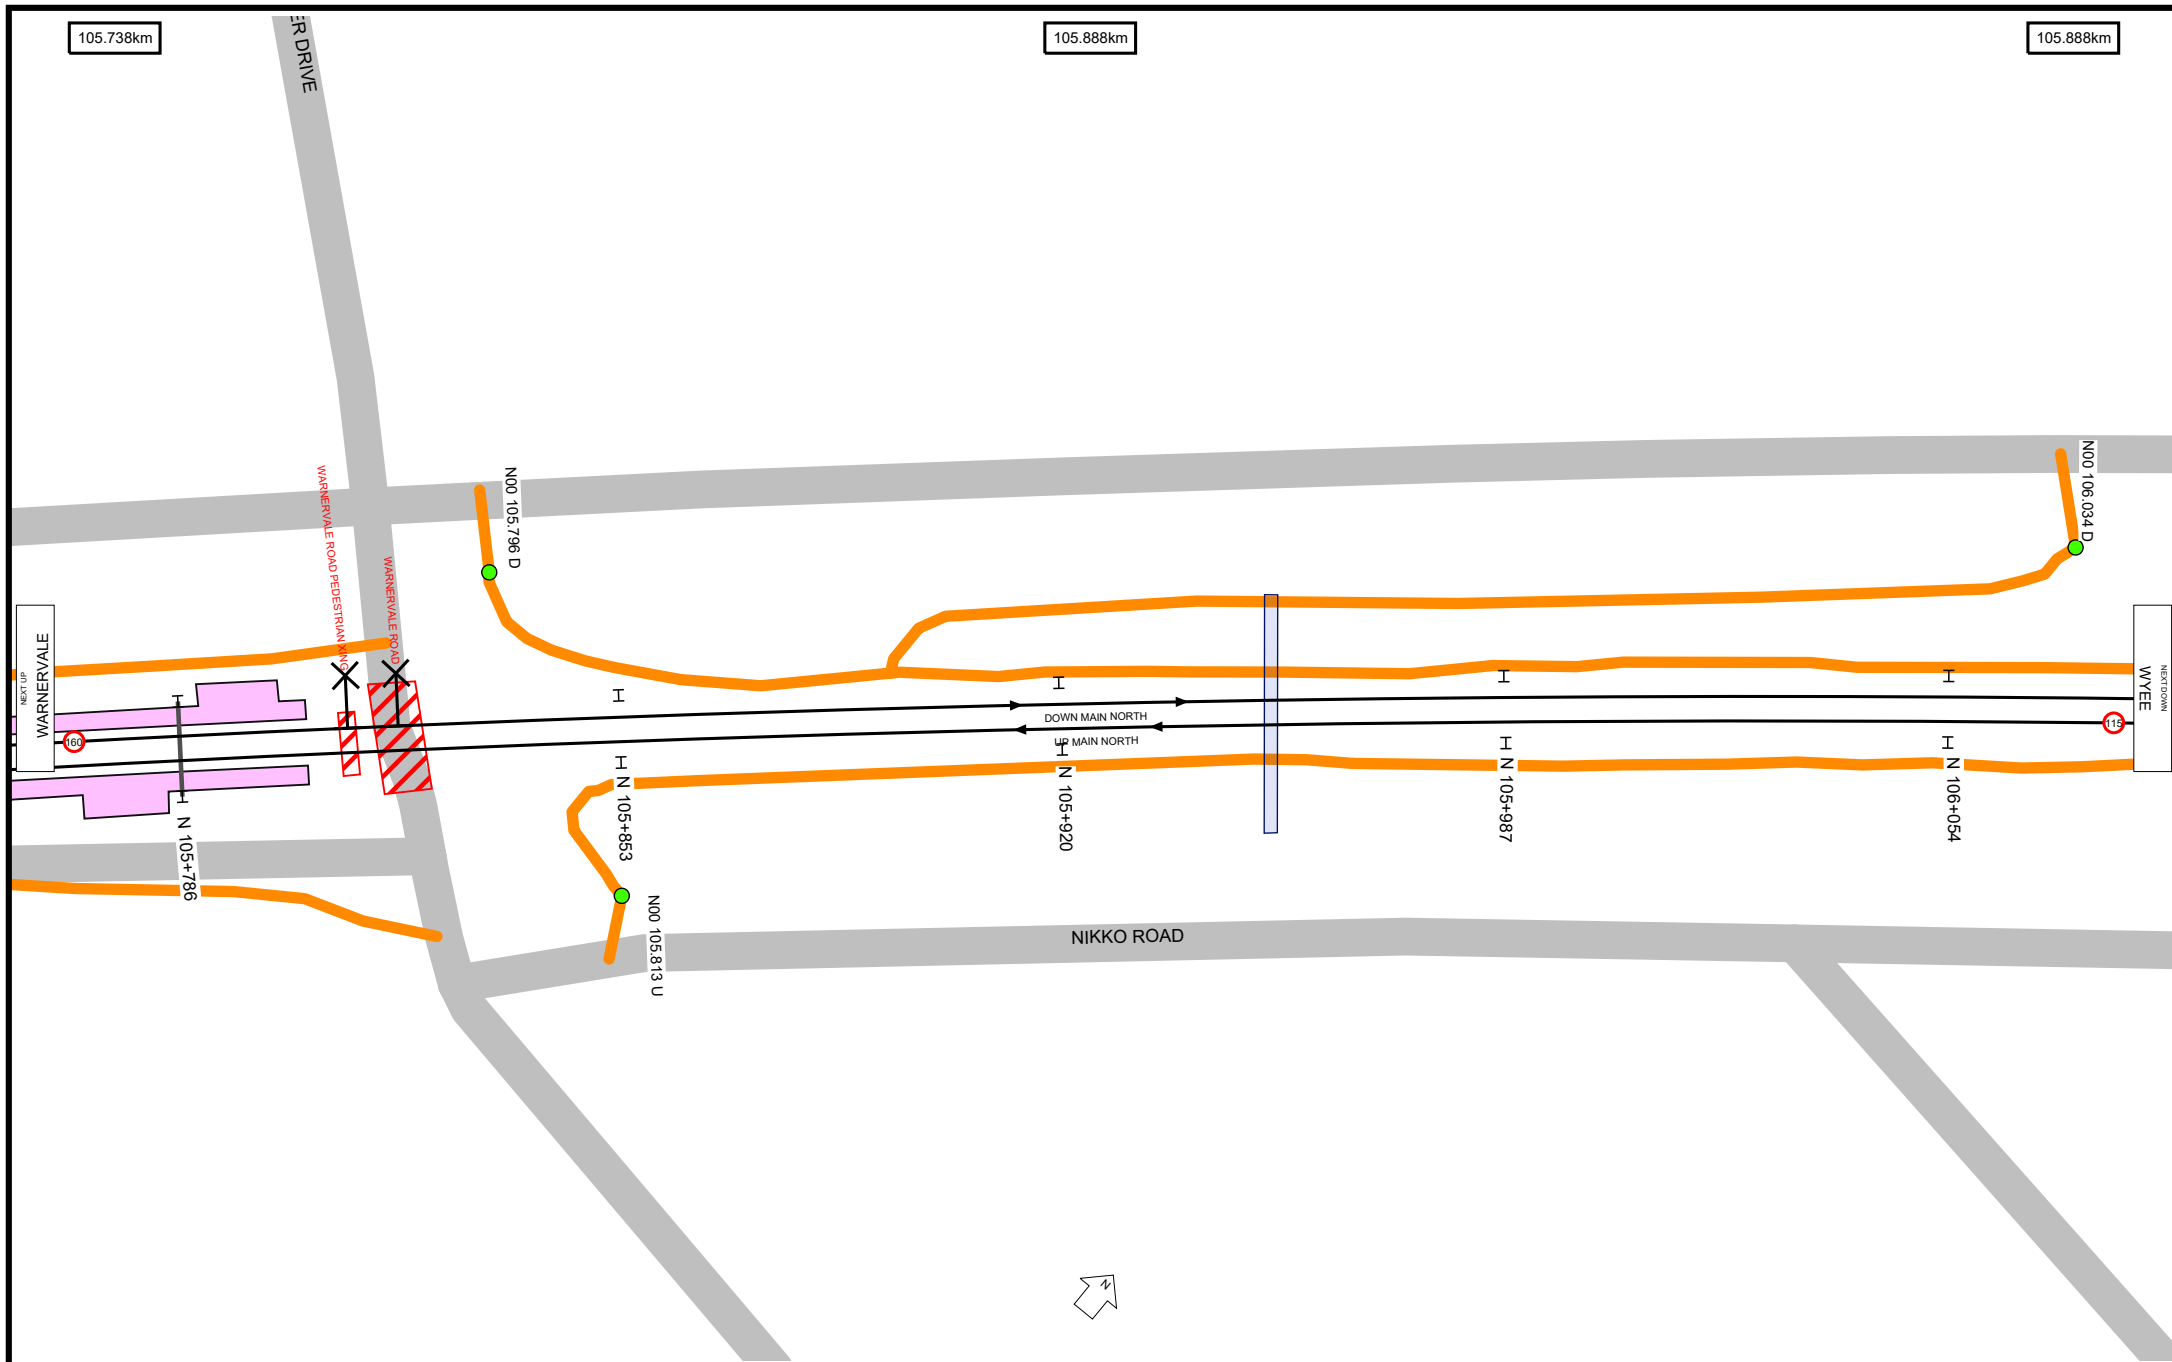 105.738km
105.888km
105.888km
ER DRIVE
N00 105.796 D
N00 106.034 D
WARNERVALE ROAD PEDESTRIAN XING
WARNERVALE ROAD
NEXT UP
WARNERVALE
160
DOWN MAIN NORTH
UP MAIN NORTH
NEXT DOWN
WYEE
115
N 105+786
N 105+853
N 105+920
N 105+987
N 106+054
N00 105.813 U
NIKKO ROAD
N